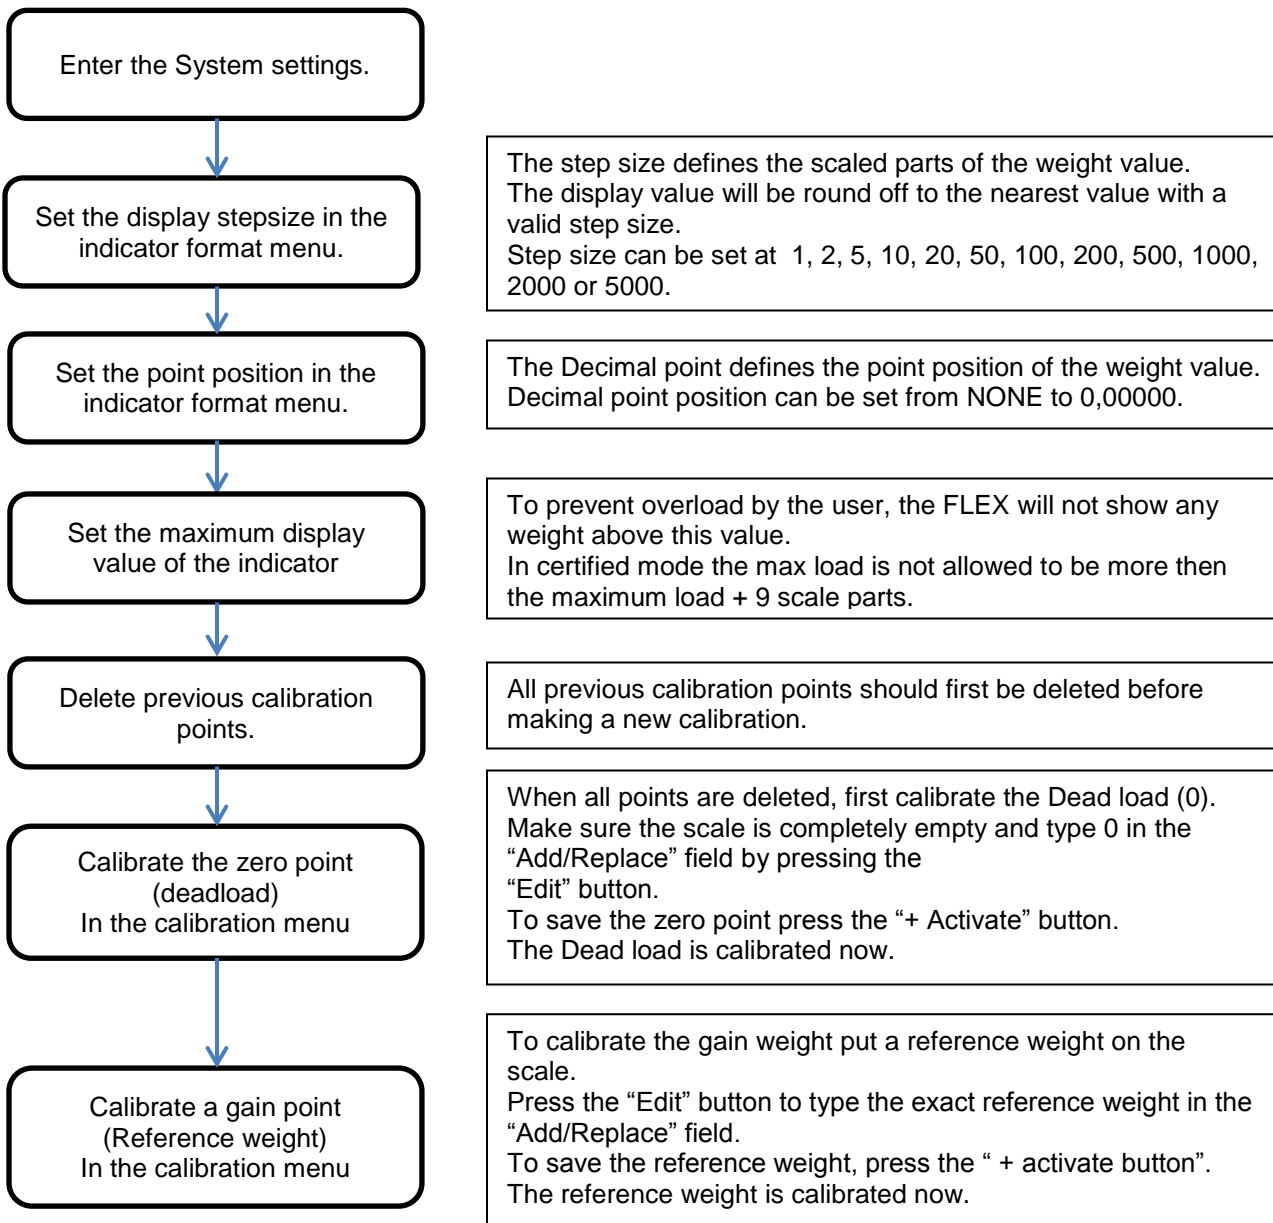 Enter the System settings.
Set the display stepsize in the
indicator format menu.
The step size defines the scaled parts of the weight value.
The display value will be round off to the nearest value with a
valid step size.
Step size can be set at  1, 2, 5, 10, 20, 50, 100, 200, 500, 1000,
2000 or 5000.
Set the point position in the
indicator format menu.
The Decimal point defines the point position of the weight value.
Decimal point position can be set from NONE to 0,00000.
Set the maximum display
value of the indicator
To prevent overload by the user, the FLEX will not show any
weight above this value.
In certified mode the max load is not allowed to be more then
the maximum load + 9 scale parts.
Delete previous calibration
points.
All previous calibration points should first be deleted before
making a new calibration.
Calibrate the zero point
(deadload)
In the calibration menu
When all points are deleted, first calibrate the Dead load (0).
Make sure the scale is completely empty and type 0 in the
“Add/Replace” field by pressing the
“Edit” button.
To save the zero point press the “+ Activate” button.
The Dead load is calibrated now.
Calibrate a gain point
(Reference weight)
In the calibration menu
To calibrate the gain weight put a reference weight on the
scale.
Press the “Edit” button to type the exact reference weight in the
“Add/Replace” field.
To save the reference weight, press the “ + activate button”.
The reference weight is calibrated now.